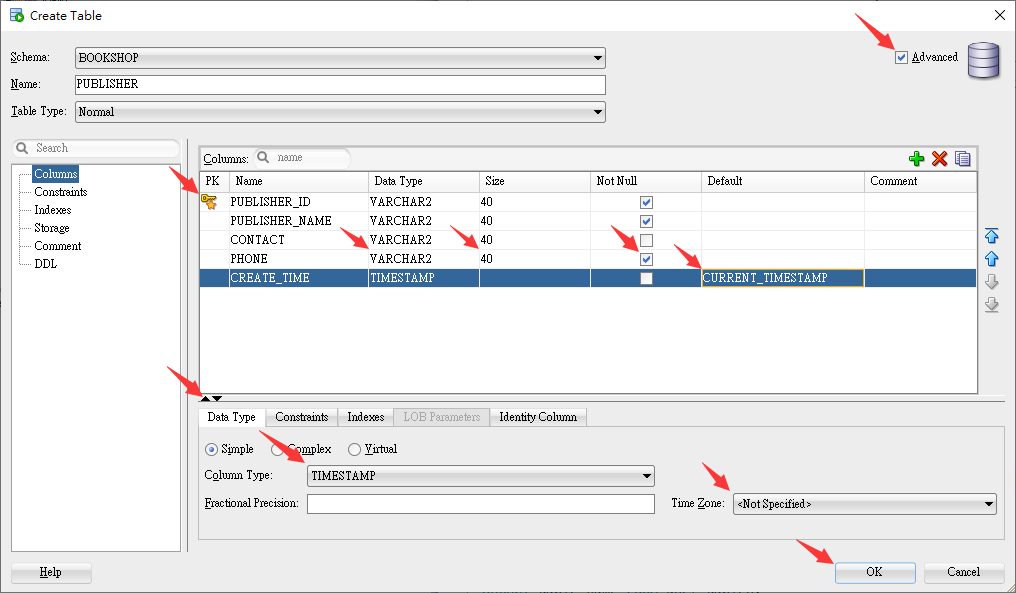 Create Table
Schema: BOOKSHOP
Advanced
Name: PUBLISHER
Table Type: Normal
Search
Columns
Constraints
Indexes
Storage
Comment
DDL
Columns: name
PK Name Data Type Size Not Null Default Comment
PUBLISHER_ID VARCHAR2 40
PUBLISHER_NAME VARCHAR2 40
CONTACT VARCHAR2 40
PHONE VARCHAR2 40
CREATE_TIME TIMESTAMP CURRENT_TIMESTAMP
Data Type Constraints Indexes LOB Parameters Identity Column
Simple Complex Virtual
Column Type: TIMESTAMP
Fractional Precision: Time Zone: <Not Specified>
Help OK Cancel